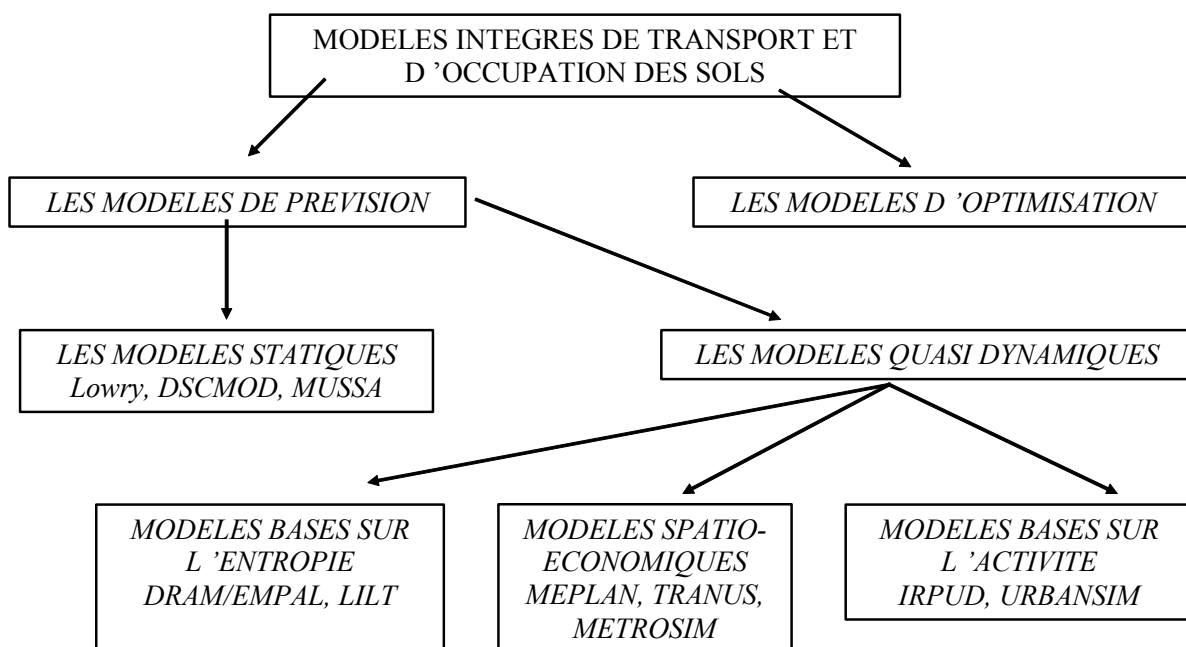 MODELES INTEGRES DE TRANSPORT ET
D ’OCCUPATION DES SOLS
LES MODELES DE PREVISION
LES MODELES D ’OPTIMISATION
LES MODELES STATIQUES
Lowry, DSCMOD, MUSSA
LES MODELES QUASI DYNAMIQUES
MODELES BASES SUR
L ’ENTROPIE
DRAM/EMPAL, LILT
MODELES SPATIO-
ECONOMIQUES
MEPLAN, TRANUS,
METROSIM
MODELES BASES SUR
L ’ACTIVITE
IRPUD, URBANSIM